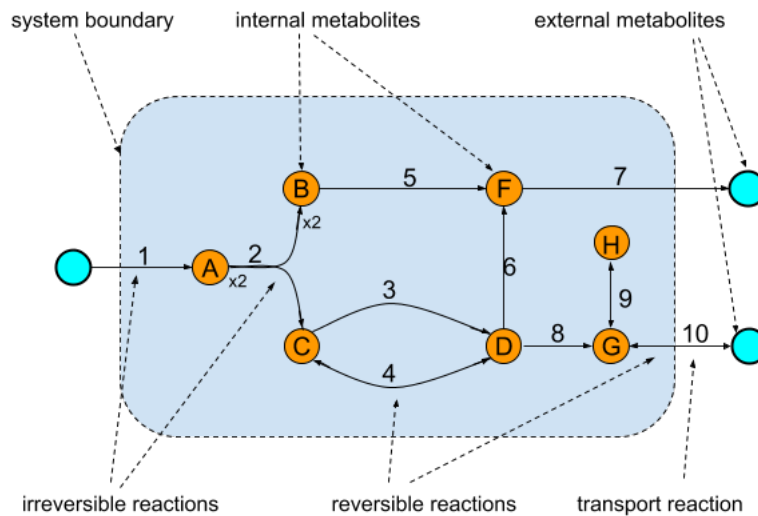 system boundary
internal metabolites
external metabolites
B
5
F
7
x2
1
A
2
x2
H
3
6
9
C
D
8
G
10
4
irreversible reactions
reversible reactions
transport reaction